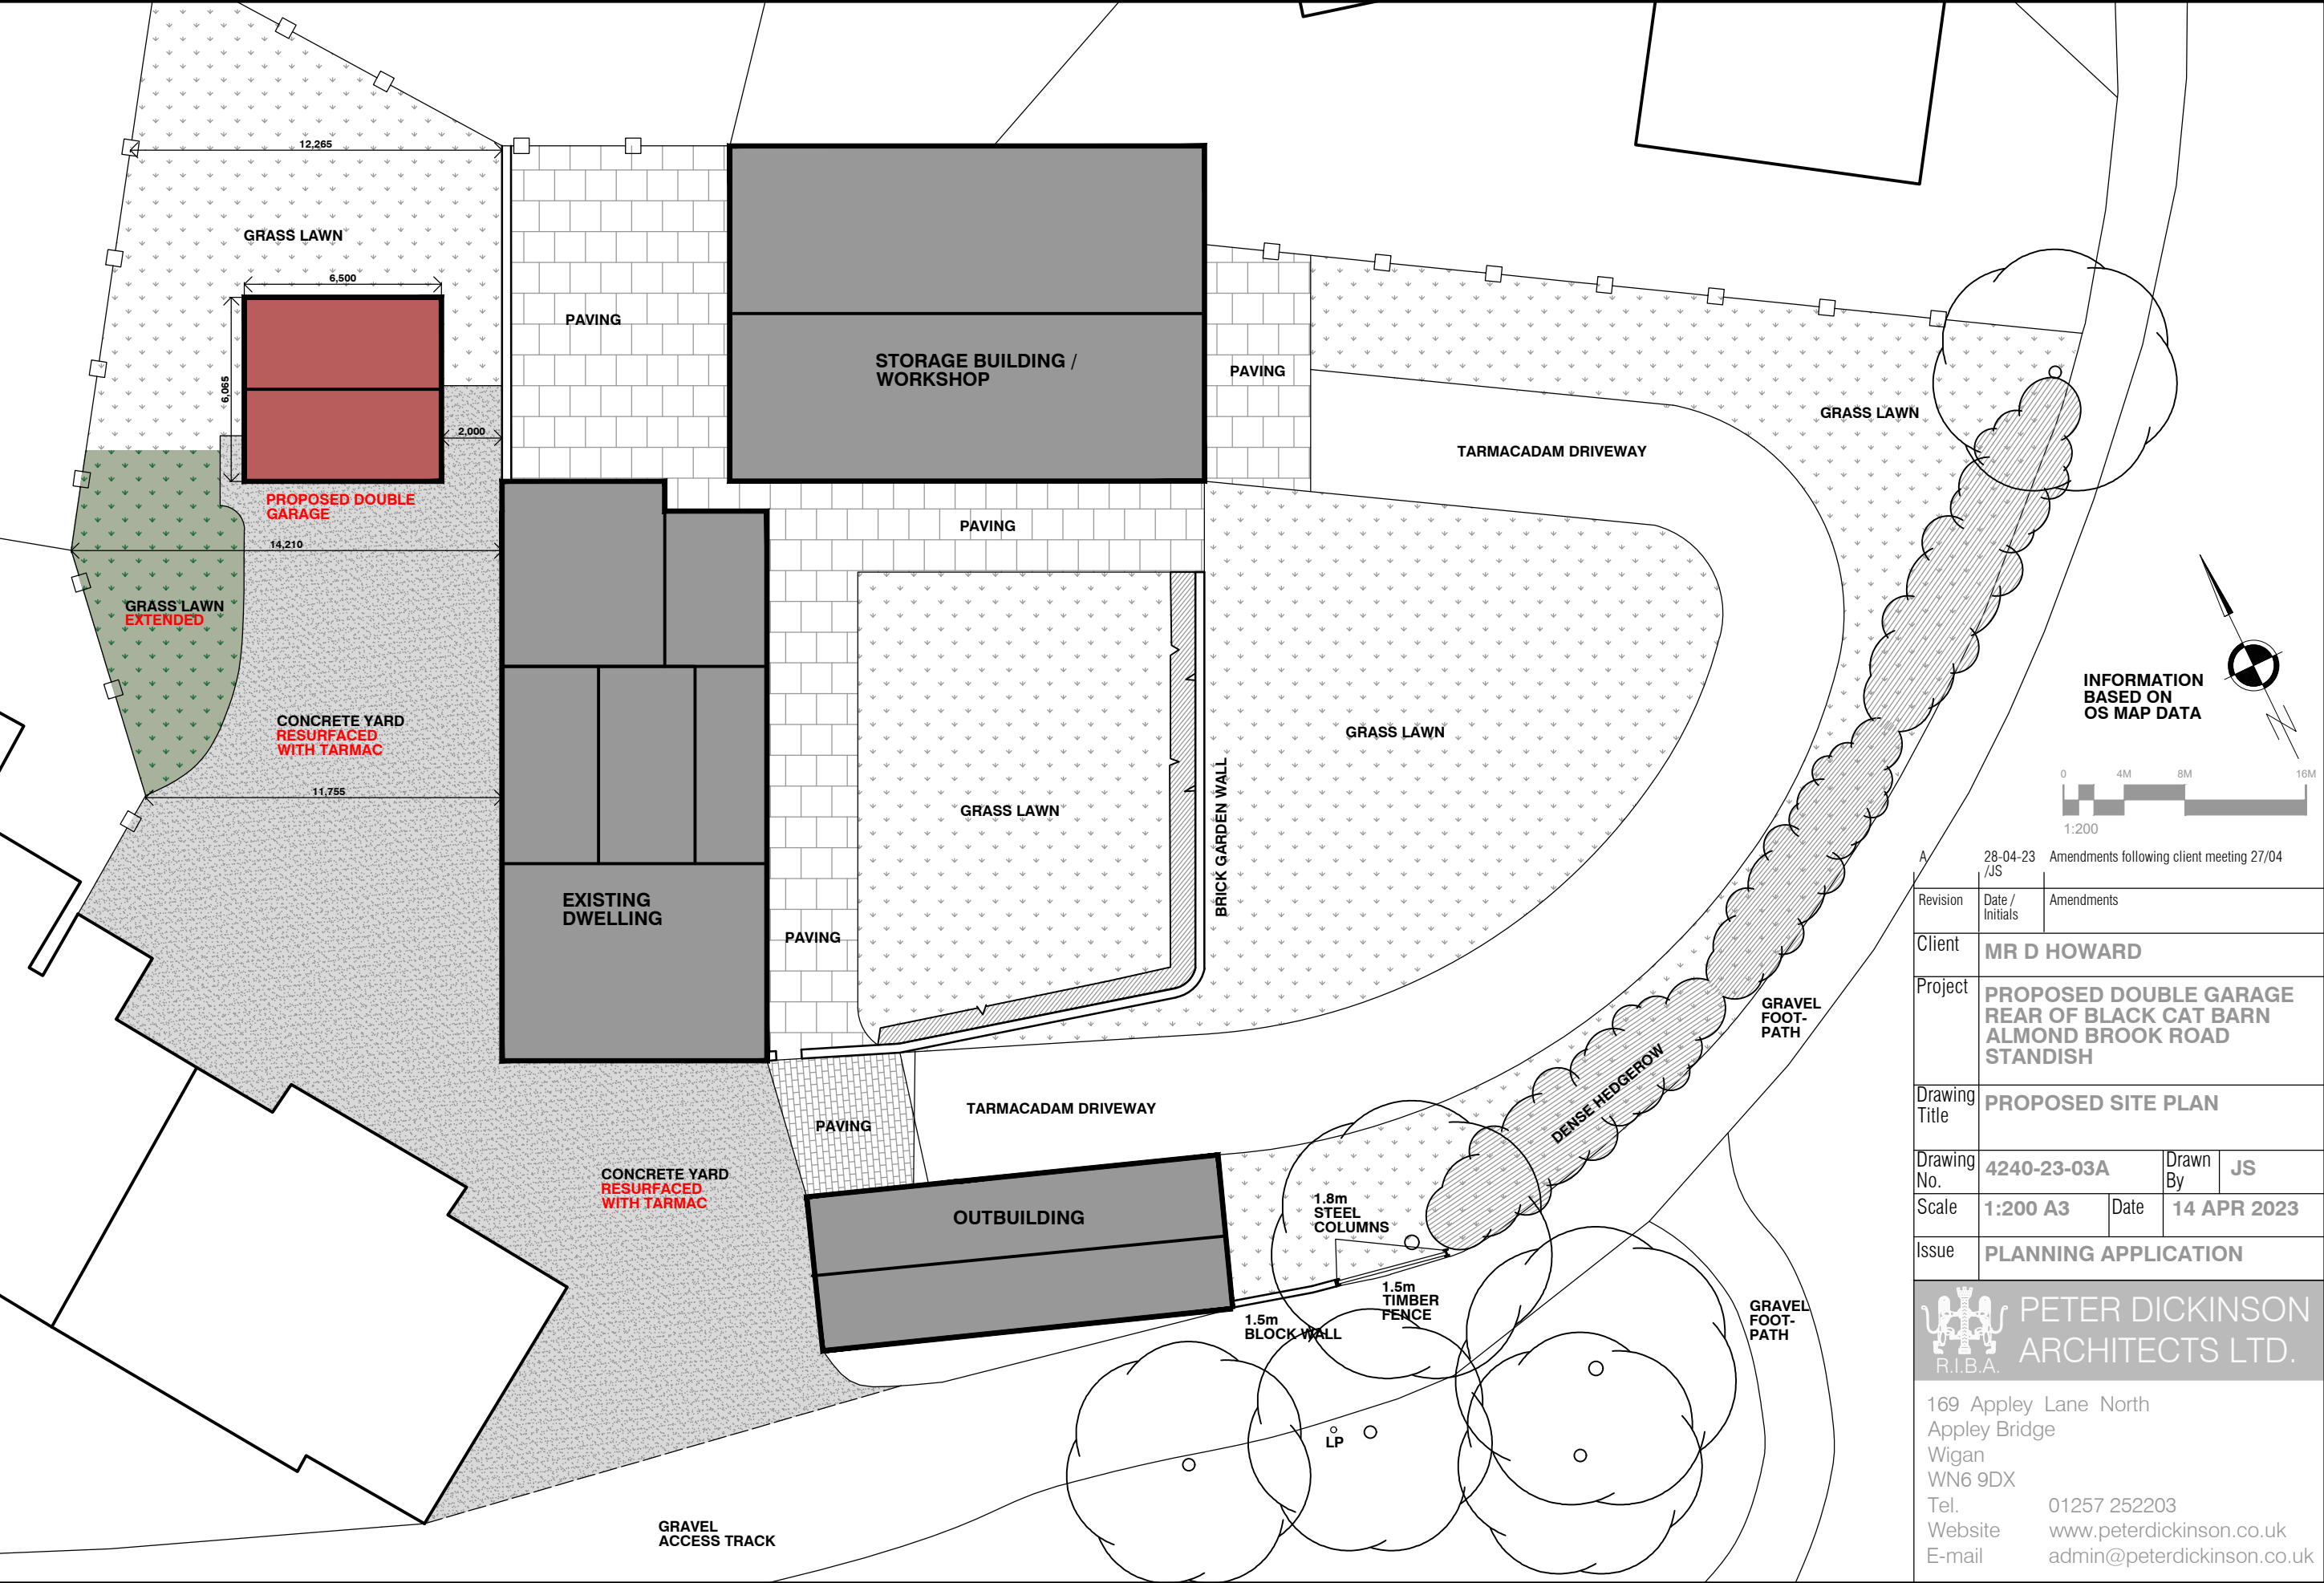 12,265
GRASS LAWN
6,500
6,065
2,000
PROPOSED DOUBLE
GARAGE
14,210
GRASS LAWN
EXTENDED
CONCRETE YARD
RESURFACED
WITH TARMAC
11,755
PAVING
STORAGE BUILDING /
WORKSHOP
PAVING
PAVING
TARMACADAM DRIVEWAY
GRASS LAWN
GRASS LAWN
GRASS LAWN
BRICK GARDEN WALL
EXISTING
DWELLING
PAVING
PAVING
TARMACADAM DRIVEWAY
CONCRETE YARD
RESURFACED
WITH TARMAC
OUTBUILDING
DENSE HEDGEROW
GRAVEL
FOOT-
PATH
1.8m
STEEL
COLUMNS
1.5m
TIMBER
FENCE
1.5m
BLOCK WALL
GRAVEL
FOOT-
PATH
LP
GRAVEL
ACCESS TRACK
INFORMATION
BASED ON
OS MAP DATA
N
0 4M 8M 16M
1:200
A 28-04-23 Amendments following client meeting 27/04
/JS
Revision Date / Amendments
Initials
Client MR D HOWARD
Project PROPOSED DOUBLE GARAGE
REAR OF BLACK CAT BARN
ALMOND BROOK ROAD
STANDISH
Drawing Title PROPOSED SITE PLAN
Drawing No. 4240-23-03A Drawn By JS
Scale 1:200 A3 Date 14 APR 2023
Issue PLANNING APPLICATION
R.I.B.A.
PETER DICKINSON
ARCHITECTS LTD.
169 Appley Lane North
Appley Bridge
Wigan
WN6 9DX
Tel. 01257 252203
Website www.peterdickinson.co.uk
E-mail admin@peterdickinson.co.uk